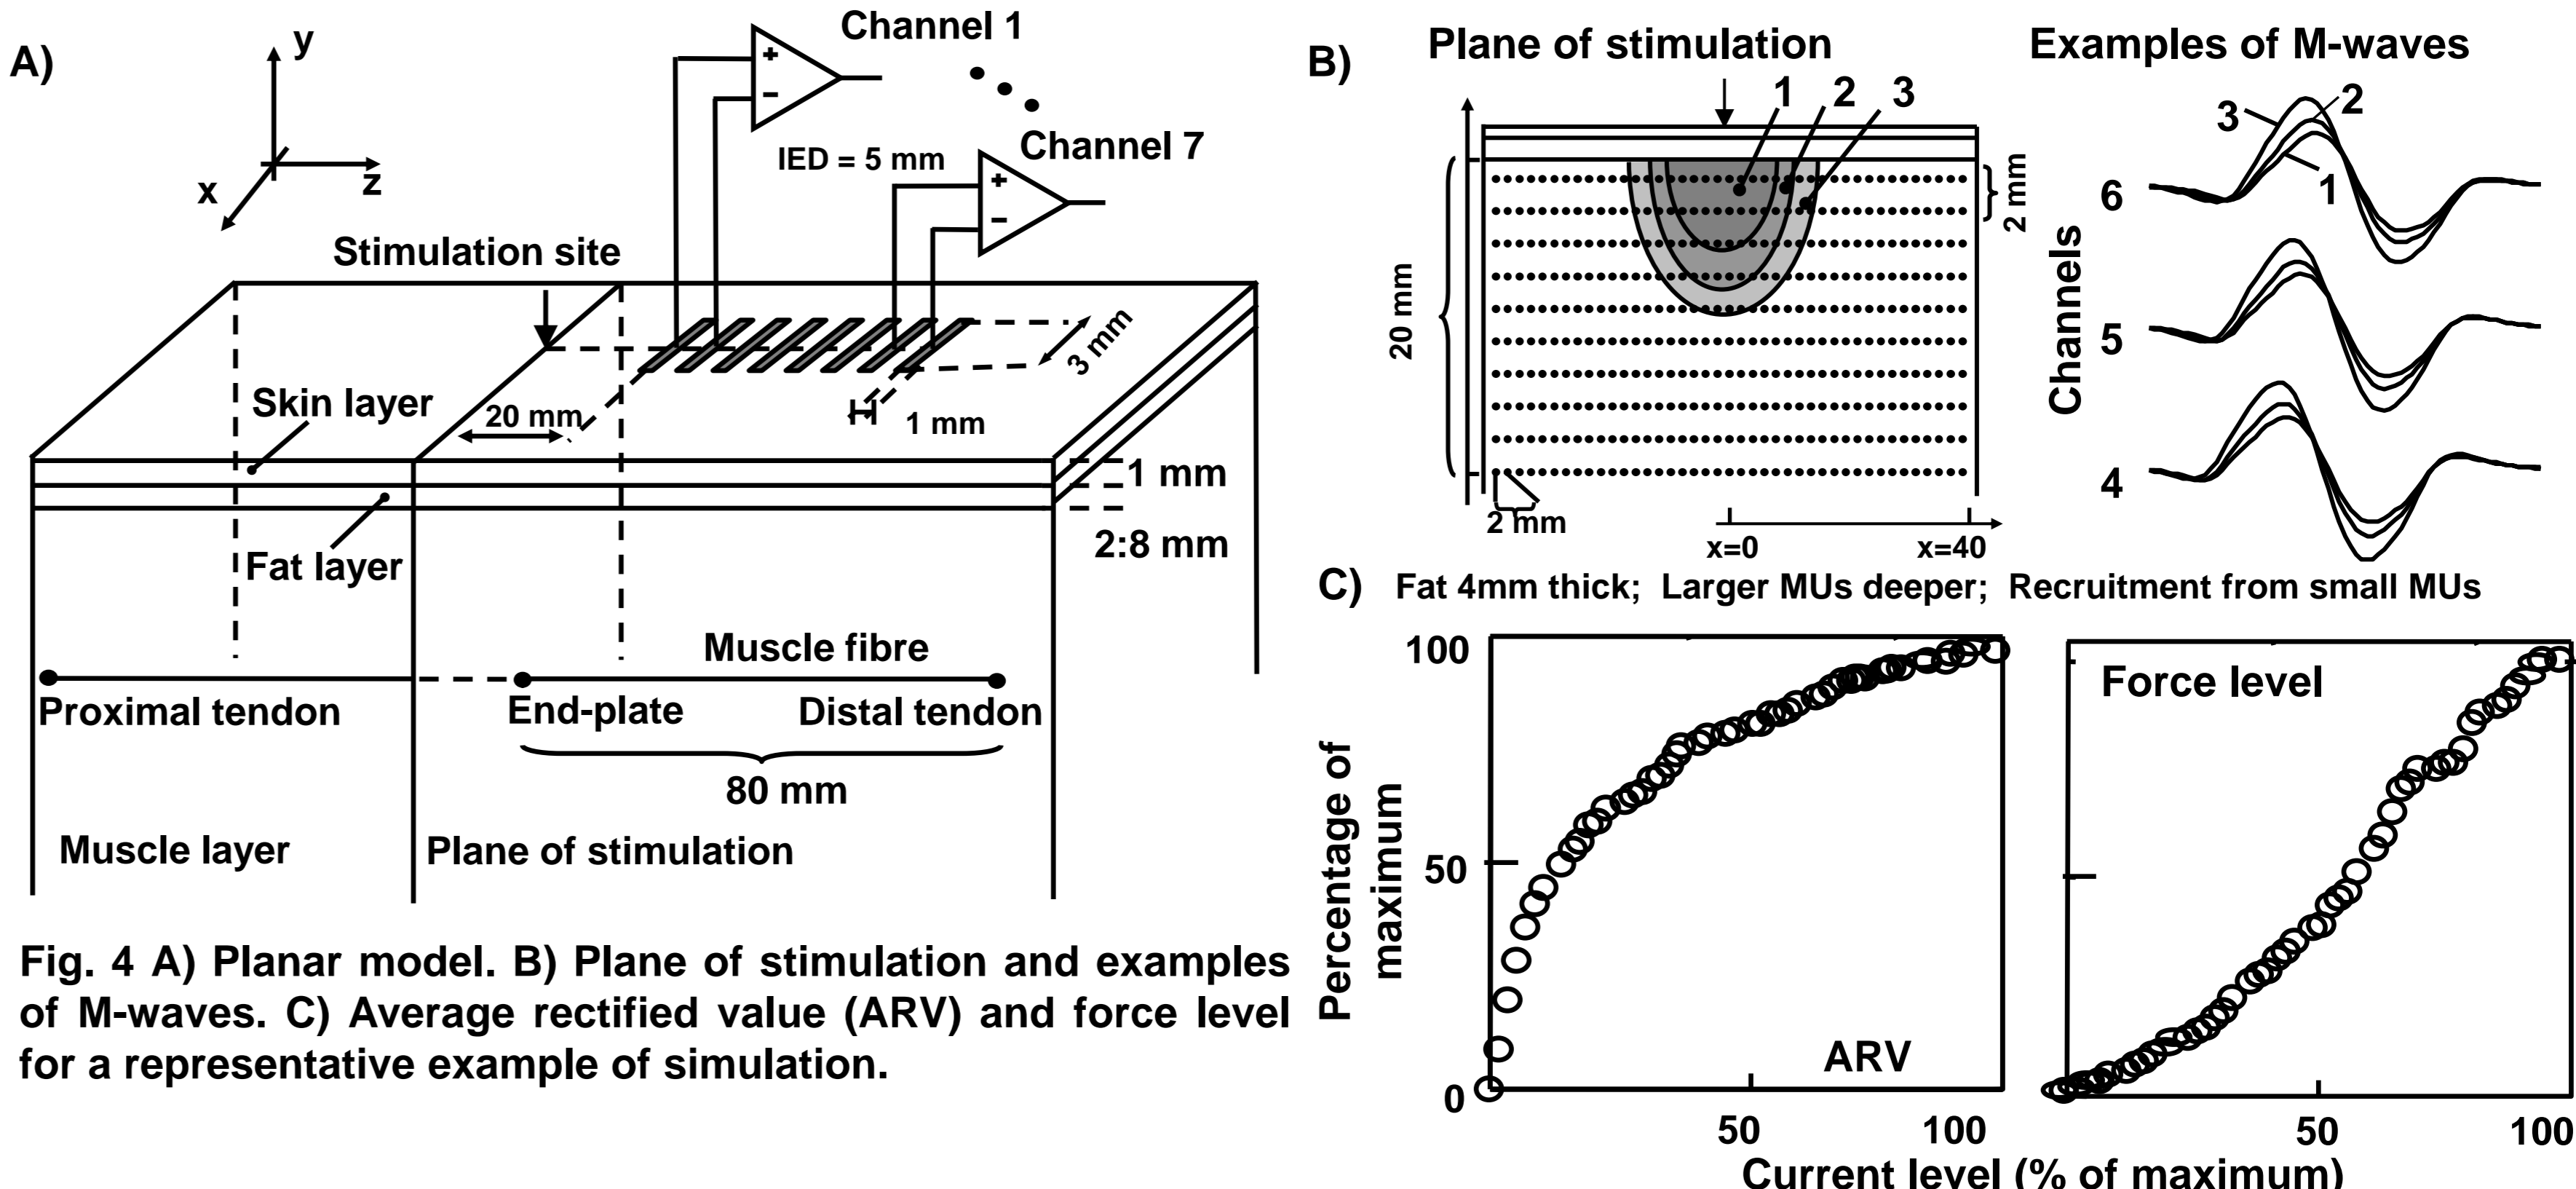 A)
y
x
z
Channel 1
Channel 7
IED = 5 mm
+
−
+
−
Stimulation site
3 mm
Skin layer
20 mm
1 mm
1 mm
Fat layer
2:8 mm
Muscle fibre
Proximal tendon
End-plate
Distal tendon
80 mm
Muscle layer
Plane of stimulation
B)
Plane of stimulation
1 2 3
20 mm
2 mm
2 mm
x=0
x=40
Examples of M-waves
3
2
1
6
5
4
Channels
C) Fat 4mm thick; Larger MUs deeper; Recruitment from small MUs
Percentage of
maximum
100
50
0
ARV
50
100
Force level
50
100
Current level (% of maximum)
Fig. 4 A) Planar model. B) Plane of stimulation and examples
of M-waves. C) Average rectified value (ARV) and force level
for a representative example of simulation.